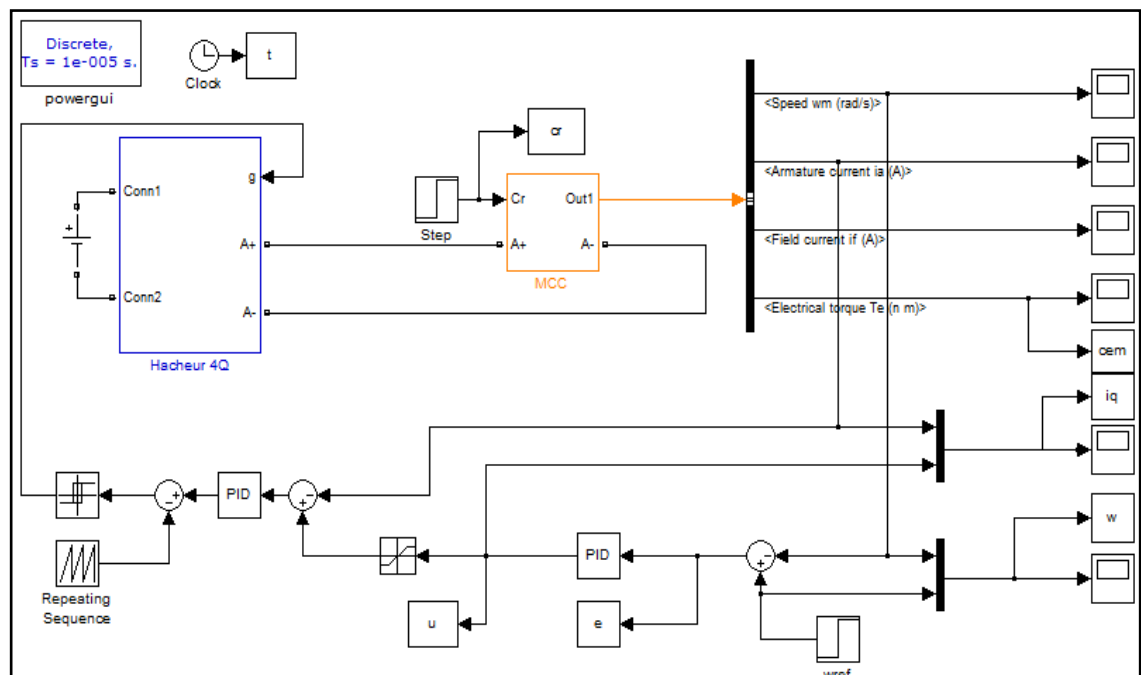 Discrete,
Ts = 1e-005 s.
powergui
Clock
t
g
Conn1
A+
Conn2
A-
Hacheur 4Q
cr
Step
Cr
Out1
A+
A-
MCC
<Speed wm (rad/s)>
<Armature current ia (A)>
<Field current if (A)>
<Electrical torque Te (n m)>
cem
iq
w
PID
Repeating
Sequence
PID
u
e
wref